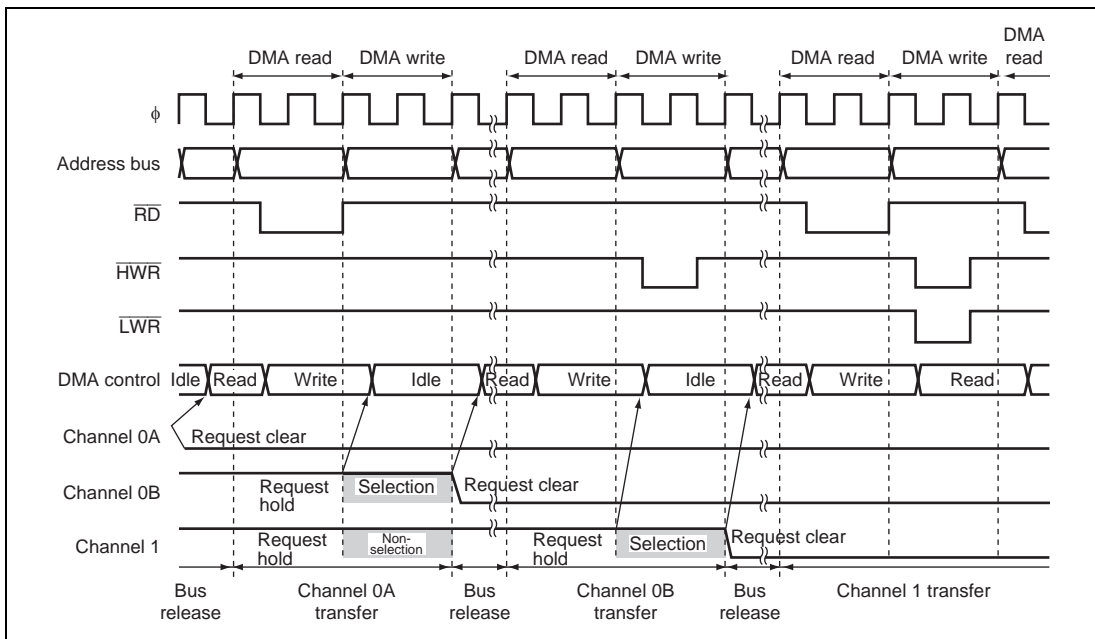 DMA read DMA write DMA read DMA write DMA read DMA write DMA read
φ
Address bus
RD
HWR
LWR
DMA control Idle Read Write Idle Read Write Idle Read Write Read
Channel 0A Request clear
Channel 0B Request hold Selection Request clear
Channel 1 Request hold Non-selection Request hold Selection Request clear
Bus release Channel 0A transfer Bus release Channel 0B transfer Bus release Channel 1 transfer